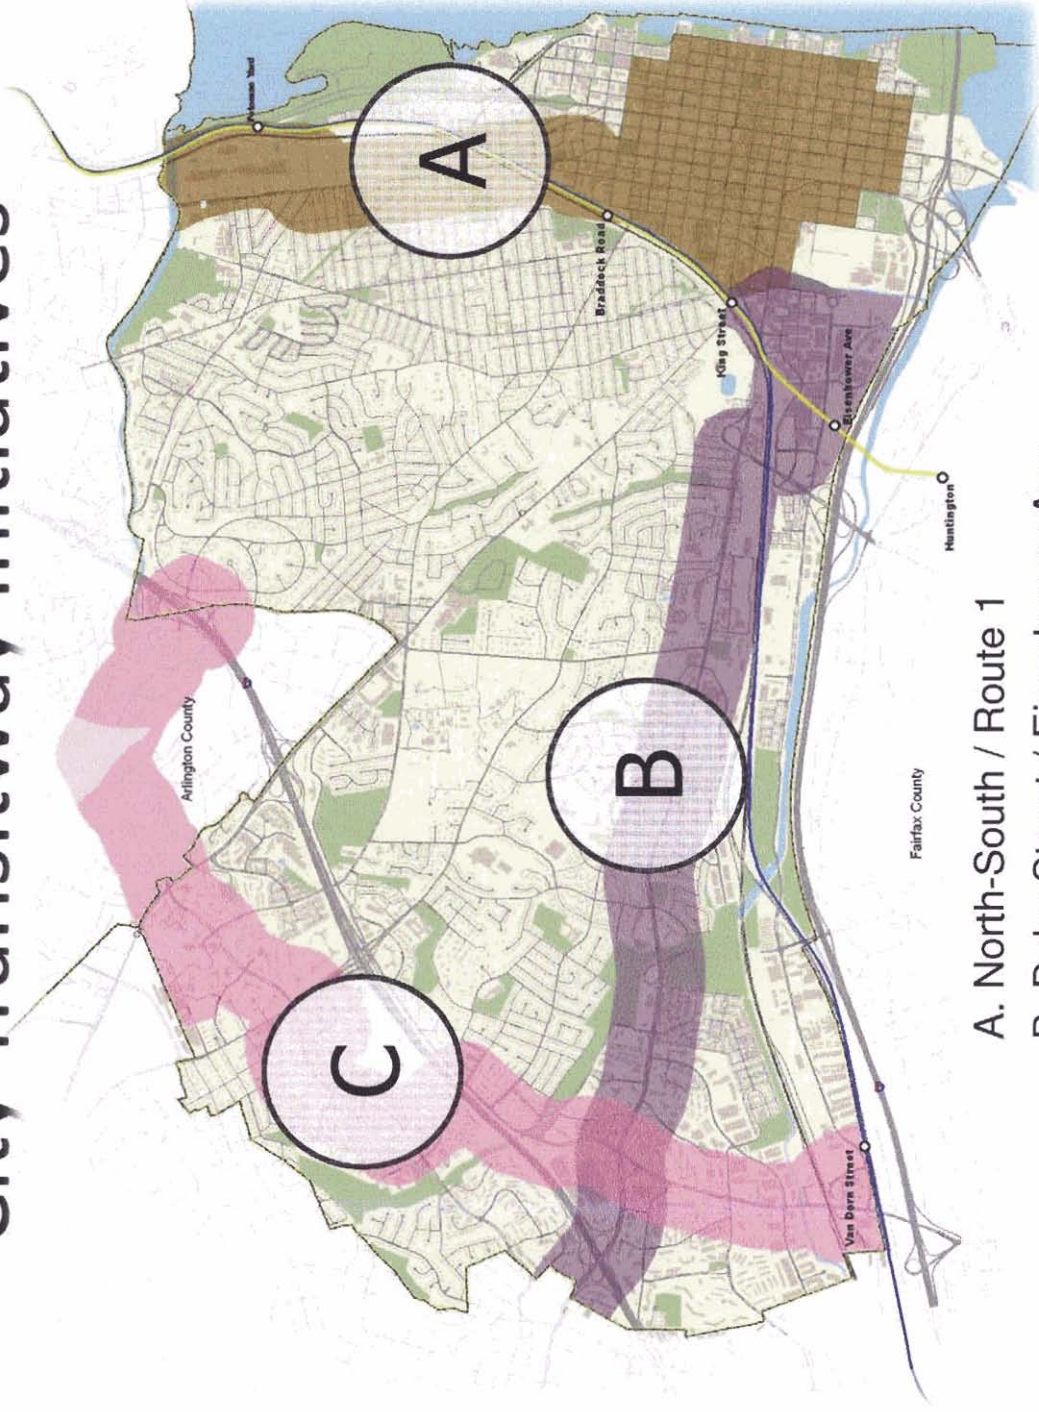 City Transitway Initiatives
Potomac Yard
A
Braddock Road
King Street
Eisenhower Ave
Huntington
Arlington County
B
Fairfax County
C
Van Dorn Street
A. North-South / Route 1